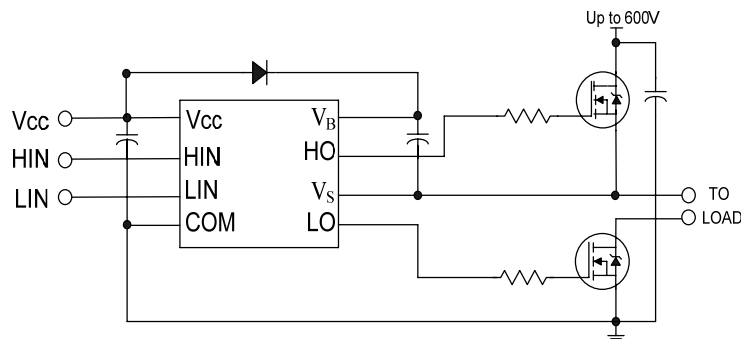 Up to 600V
Vcc
HIN
LIN
Vcc
HIN
LIN
COM
VB
HO
VS
LO
TO
LOAD